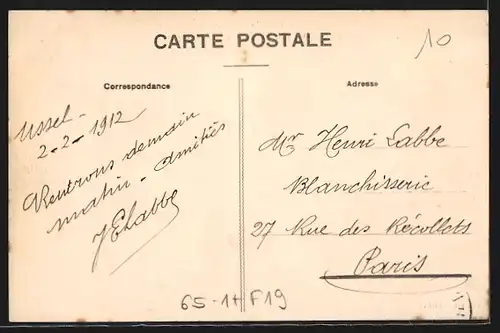 CARTE POSTALE
10
Correspondance
Ussel -
2-2-1912
Rentrons demain
matin - amitiés
Labbe
Adresse
Mr Henri Labbe
Blanchisserie
27 Rue des Récollets
Paris
65-1+ F19